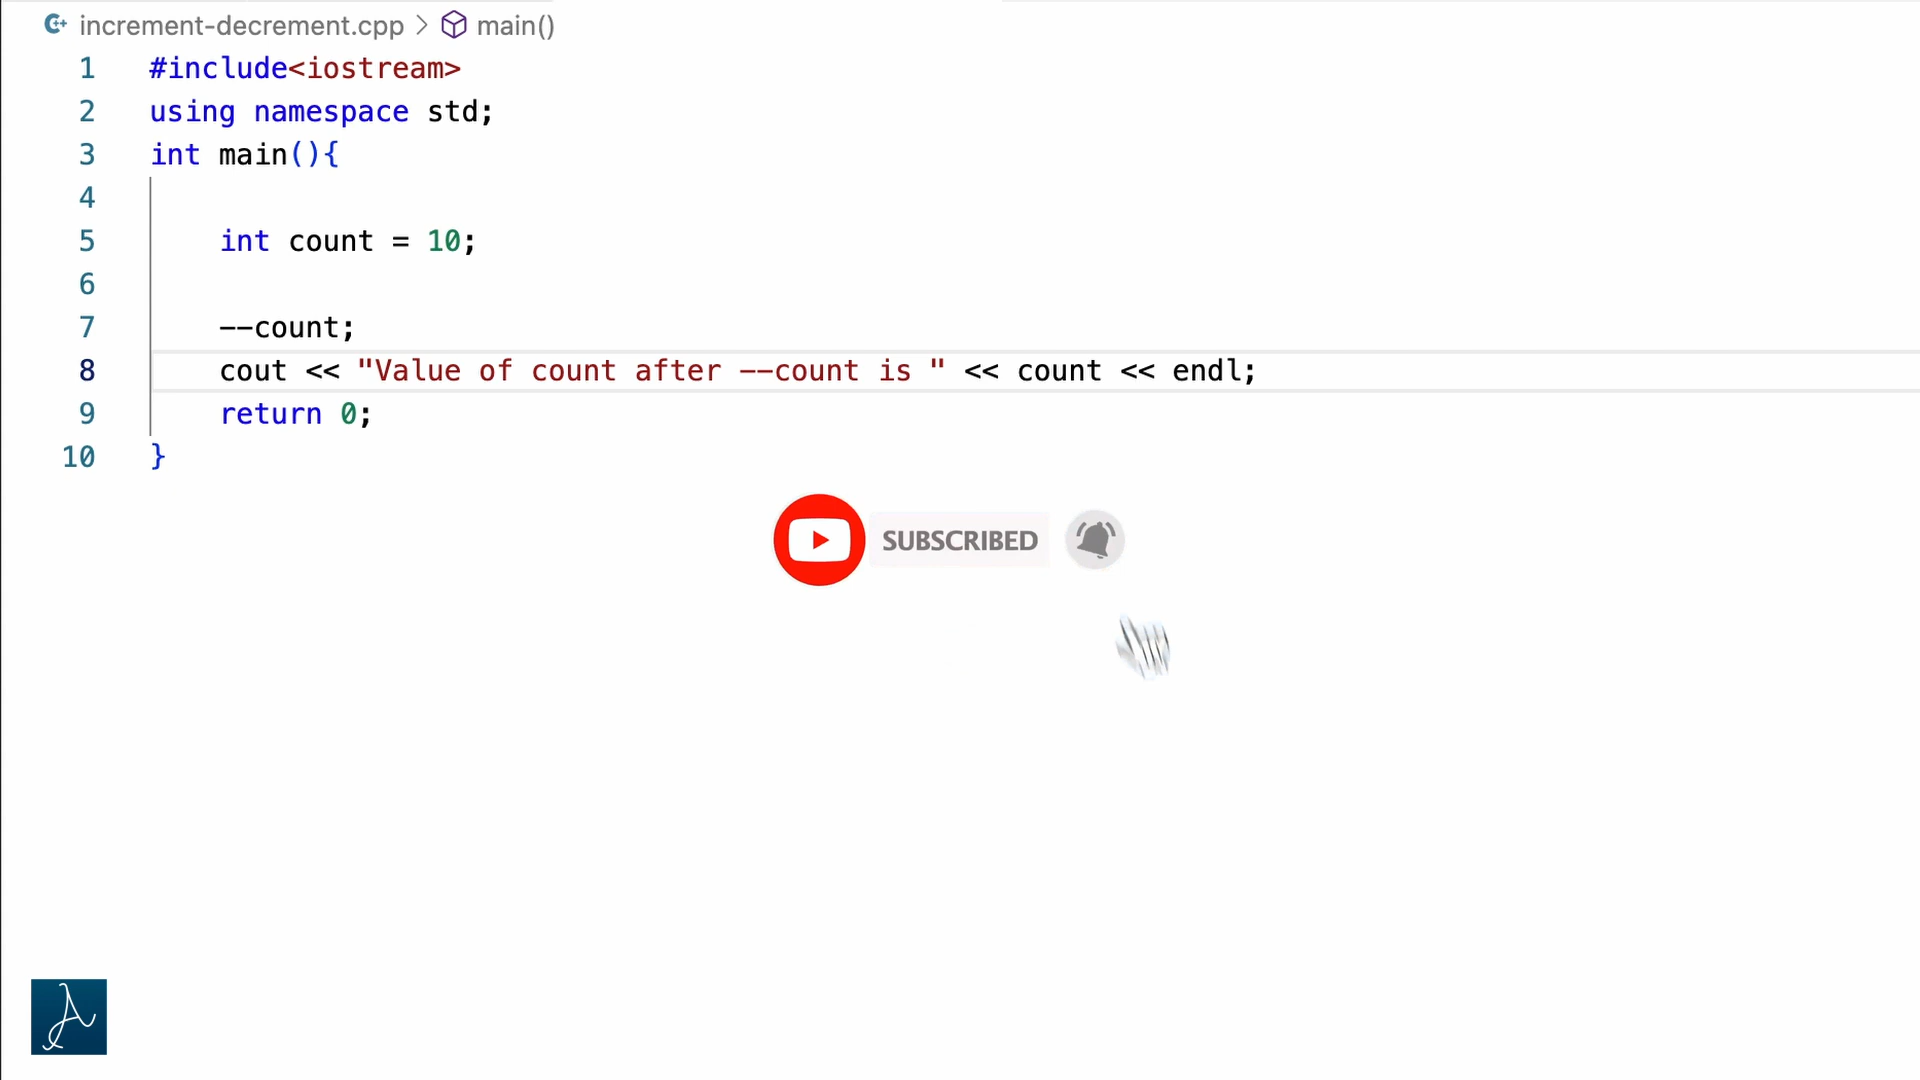 increment-decrement.cpp > main()
1 #include<iostream>
2 using namespace std;
3 int main(){
4
5 int count = 10;
6
7 --count;
8 cout << "Value of count after --count is " << count << endl;
9 return 0;
10 }
SUBSCRIBED